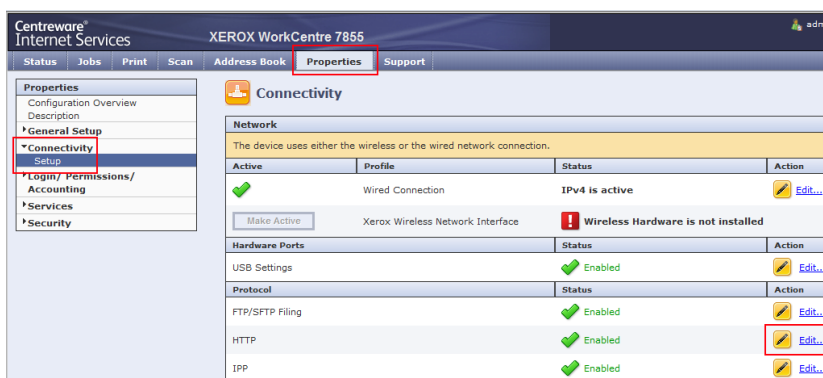 Centreware®
Internet Services
XEROX WorkCentre 7855
adm
Status Jobs Print Scan Address Book Properties Support
Properties
Configuration Overview
Description
General Setup
Connectivity
Setup
Login/ Permissions/
Accounting
Services
Security
Connectivity
Network
The device uses either the wireless or the wired network connection.
Active Profile Status Action
Wired Connection IPv4 is active Edit...
Make Active Xerox Wireless Network Interface Wireless Hardware is not installed
Hardware Ports Status Action
USB Settings Enabled Edit..
Protocol Status Action
FTP/SFTP Filing Enabled Edit..
HTTP Enabled Edit..
IPP Enabled Edit..